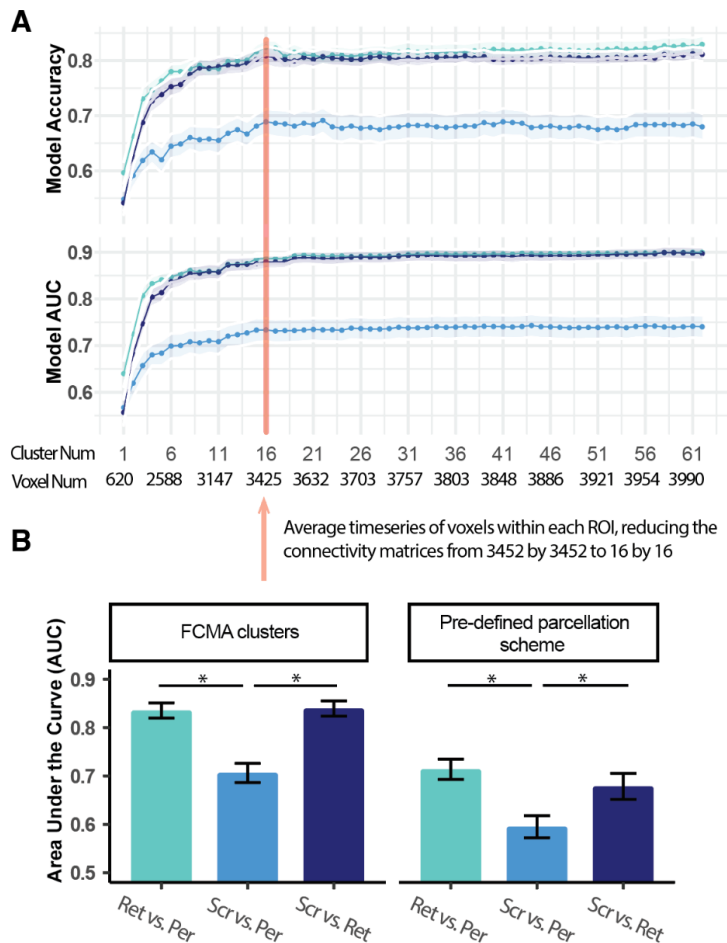 A
Model Accuracy
0.8
0.7
0.6
Model AUC
0.9
0.8
0.7
0.6
Cluster Num 1 6 11 16 21 26 31 36 41 46 51 56 61
Voxel Num 620 2588 3147 3425 3632 3703 3757 3803 3848 3886 3921 3954 3990
Average timeseries of voxels within each ROI, reducing the
connectivity matrices from 3452 by 3452 to 16 by 16
B
FCMA clusters
Pre-defined parcellation
scheme
Area Under the Curve (AUC)
0.9
0.8
0.7
0.6
0.5
* * * *
Ret vs. Per Scr vs. Per Scr vs. Ret Ret vs. Per Scr vs. Per Scr vs. Ret